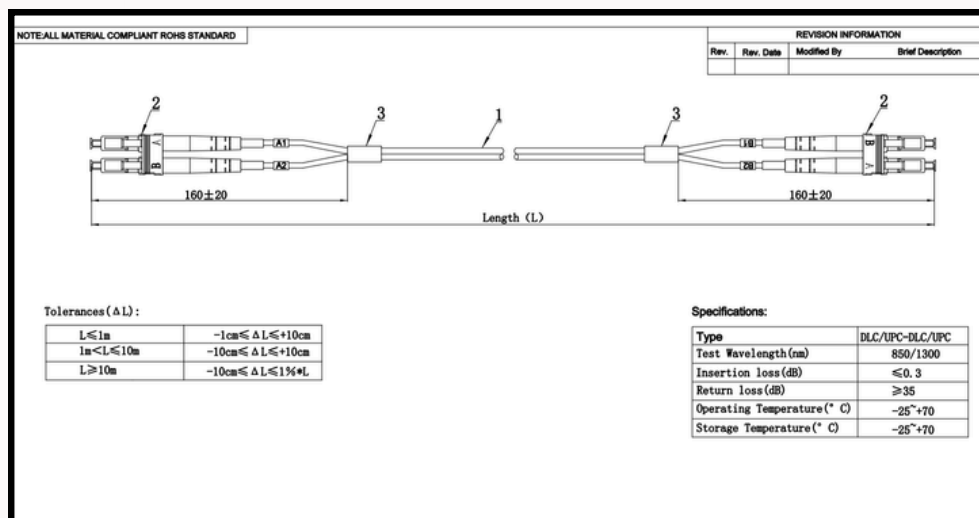 NOTE:ALL MATERIAL COMPLIANT ROHS STANDARD
REVISION INFORMATION
Rev. Rev. Date Modified By Brief Description
2 3 1 3 2
A A1 B1 B
B A2 B2 A
160±20 160±20
Length (L)
Tolerances(ΔL):
L≤1m -1cm≤ΔL≤+10cm
1m<L≤10m -10cm≤ΔL≤+10cm
L≥10m -10cm≤ΔL≤1%*L
Specifications:
Type DLC/UPC-DLC/UPC
Test Wavelength(nm) 850/1300
Insertion loss(dB) ≤0.3
Return loss(dB) ≥35
Operating Temperature(° C) -25~+70
Storage Temperature(° C) -25~+70